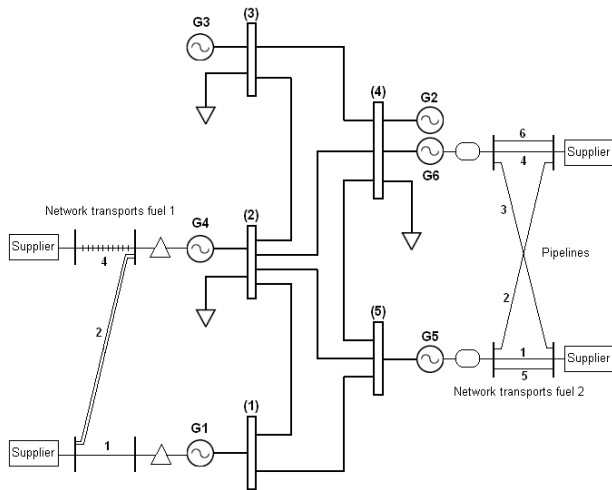 G3
(3)
(4)
G2
6
4
Supplier
G6
3
Network transports fuel 1
G4
(2)
Supplier
4
Pipelines
2
2
(5)
G5
1
Supplier
5
Network transports fuel 2
(1)
G1
Supplier
1